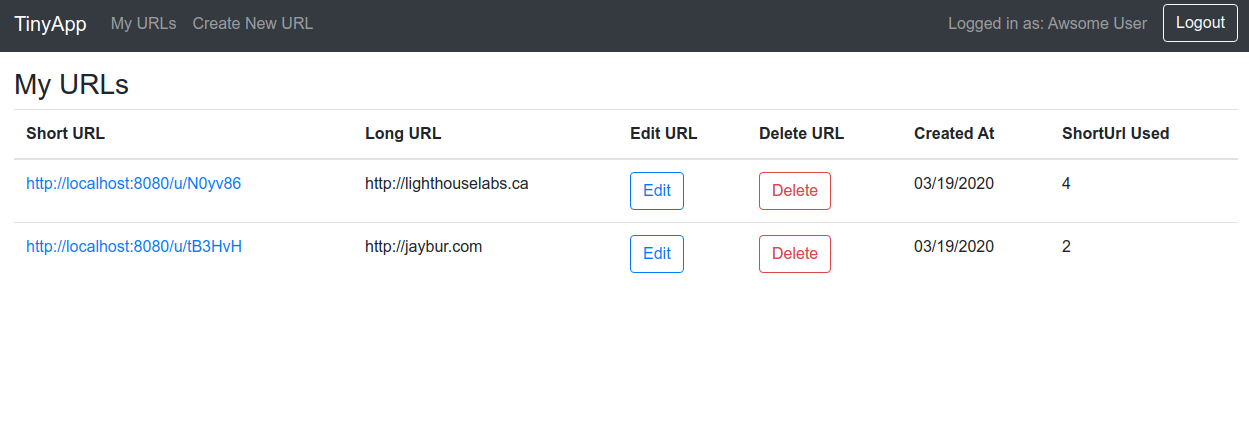 TinyApp My URLs Create New URL Logged in as: Awsome User Logout
My URLs
Short URL Long URL Edit URL Delete URL Created At ShortUrl Used
http://localhost:8080/u/N0yv86 http://lighthouselabs.ca Edit Delete 03/19/2020 4
http://localhost:8080/u/tB3HvH http://jaybur.com Edit Delete 03/19/2020 2